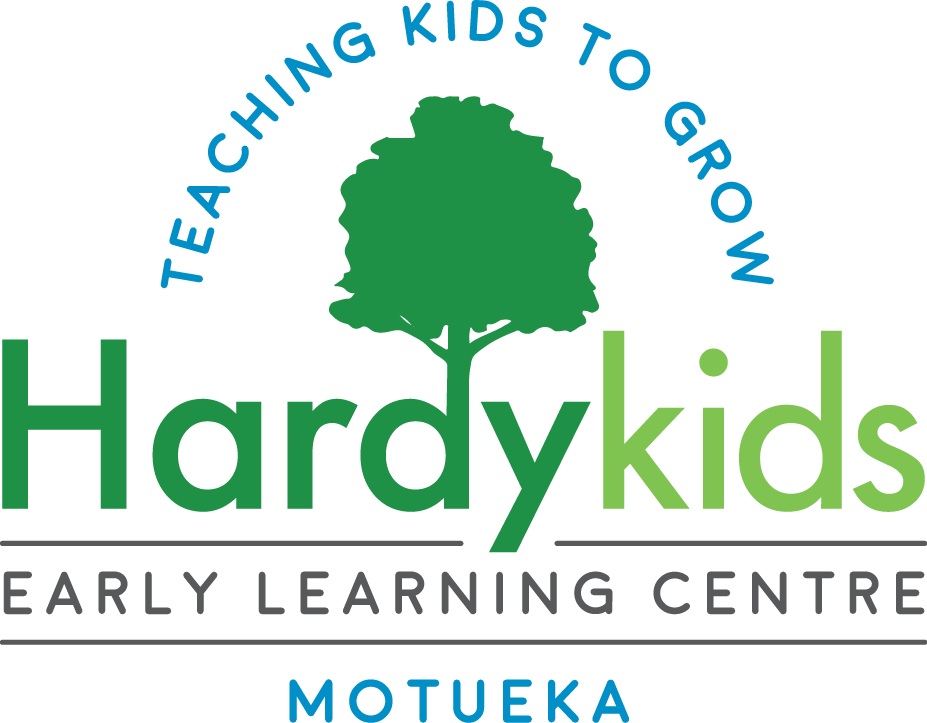 TEACHING KIDS TO GROW
Hardykids
EARLY LEARNING CENTRE
MOTUEKA